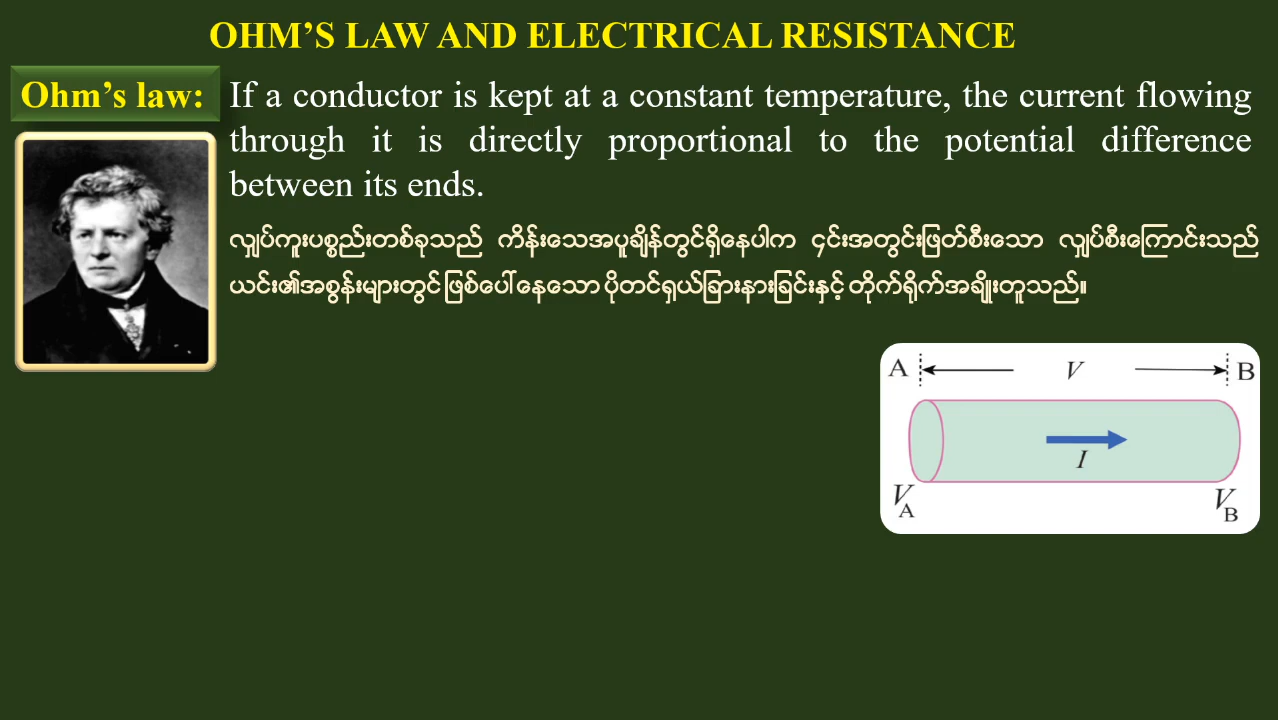 OHM’S LAW AND ELECTRICAL RESISTANCE
Ohm’s law: If a conductor is kept at a constant temperature, the current flowing
through it is directly proportional to the potential difference
between its ends.
လျှပ်ကူးပစ္စည်းတစ်ခုသည် ကိန်းသေအပူချိန်တွင်ရှိနေပါက ၎င်းအတွင်းဖြတ်စီးသော လျှပ်စီးကြောင်းသည်
ယင်း၏အစွန်းများတွင်ဖြစ်ပေါ်နေသော ပိုတင်ရှယ်ခြားနားခြင်းနှင့် တိုက်ရိုက်အချိုးတူသည်။
A V B
I
V_A V_B